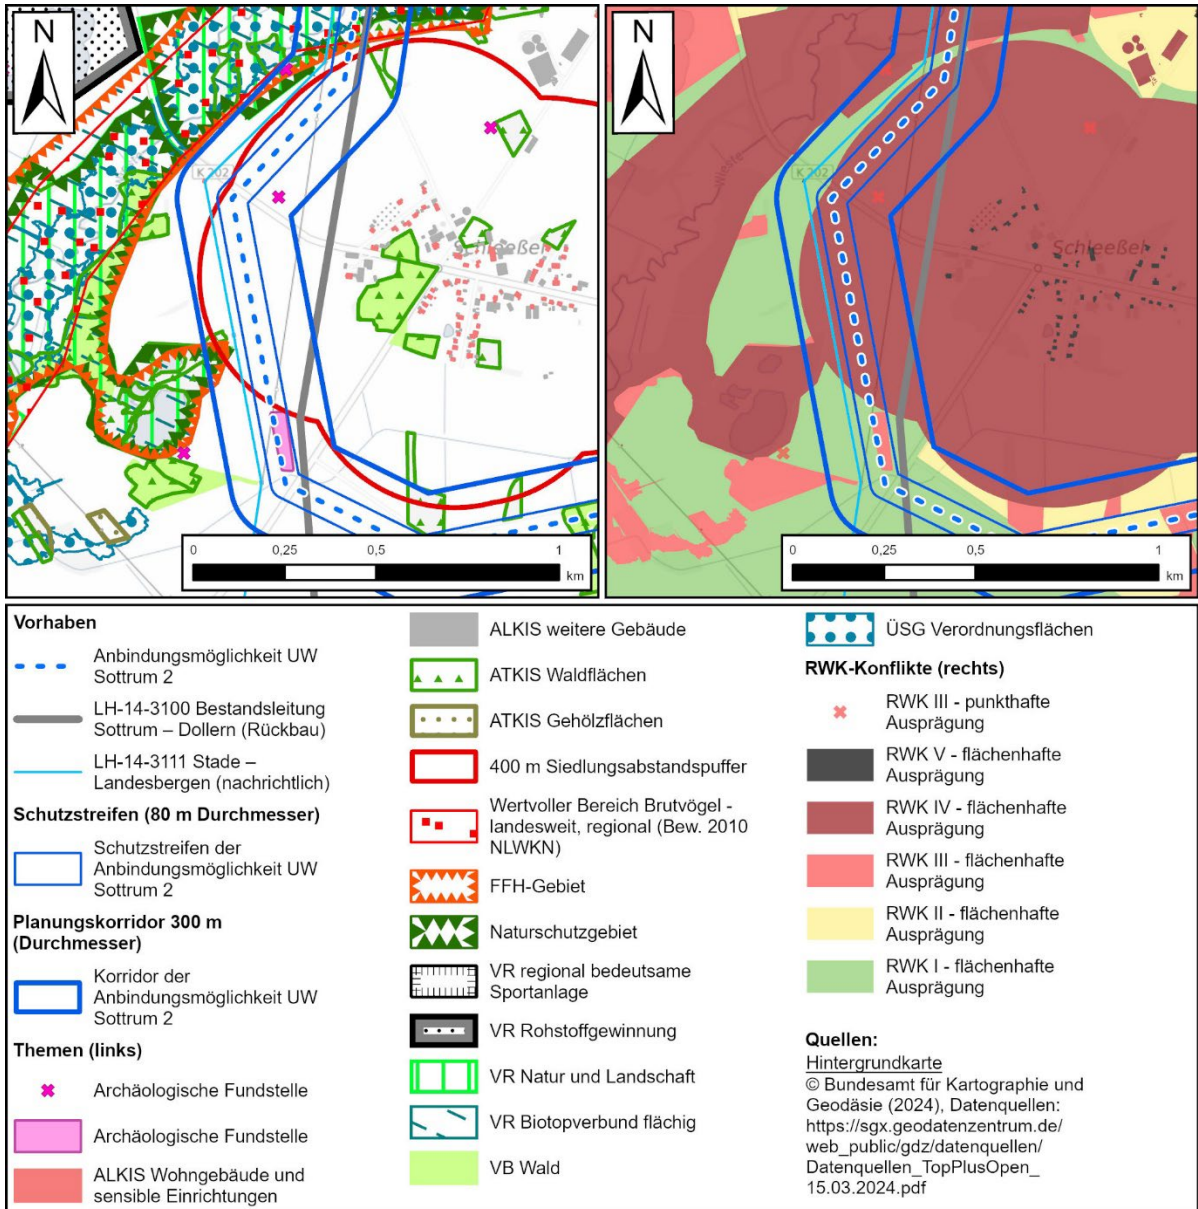 N
K 202
Schleeßel
0 0,25 0,5 1
km
N
K 202
Wieste
Schleeßel
0 0,25 0,5 1
km
Vorhaben
Anbindungsmöglichkeit UW
Sottrum 2
LH-14-3100 Bestandsleitung
Sottrum – Dollern (Rückbau)
LH-14-3111 Stade –
Landesbergen (nachrichtlich)
Schutzstreifen (80 m Durchmesser)
Schutzstreifen der
Anbindungsmöglichkeit UW
Sottrum 2
Planungskorridor 300 m
(Durchmesser)
Korridor der
Anbindungsmöglichkeit UW
Sottrum 2
Themen (links)
Archäologische Fundstelle
Archäologische Fundstelle
ALKIS Wohngebäude und
sensible Einrichtungen
ALKIS weitere Gebäude
ATKIS Waldflächen
ATKIS Gehölzflächen
400 m Siedlungsabstandspuffer
Wertvoller Bereich Brutvögel -
landesweit, regional (Bew. 2010
NLWKN)
FFH-Gebiet
Naturschutzgebiet
VR regional bedeutsame
Sportanlage
VR Rohstoffgewinnung
VR Natur und Landschaft
VR Biotopverbund flächig
VB Wald
ÜSG Verordnungsflächen
RWK-Konflikte (rechts)
RWK III - punkthafte
Ausprägung
RWK V - flächenhafte
Ausprägung
RWK IV - flächenhafte
Ausprägung
RWK III - flächenhafte
Ausprägung
RWK II - flächenhafte
Ausprägung
RWK I - flächenhafte
Ausprägung
Quellen:
Hintergrundkarte
© Bundesamt für Kartographie und
Geodäsie (2024), Datenquellen:
https://sgx.geodatenzentrum.de/
web_public/gdz/datenquellen/
Datenquellen_TopPlusOpen_
15.03.2024.pdf